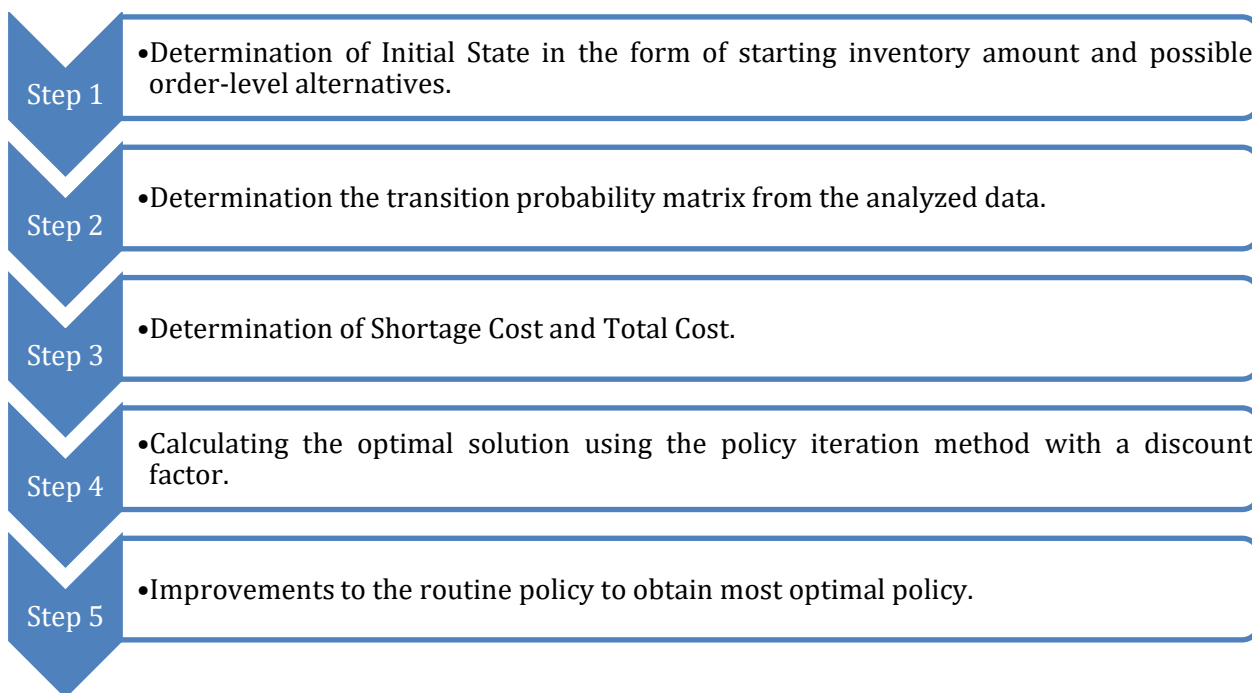 Step 1
•Determination of Initial State in the form of starting inventory amount and possible
order-level alternatives.
Step 2
•Determination the transition probability matrix from the analyzed data.
Step 3
•Determination of Shortage Cost and Total Cost.
Step 4
•Calculating the optimal solution using the policy iteration method with a discount
factor.
Step 5
•Improvements to the routine policy to obtain most optimal policy.